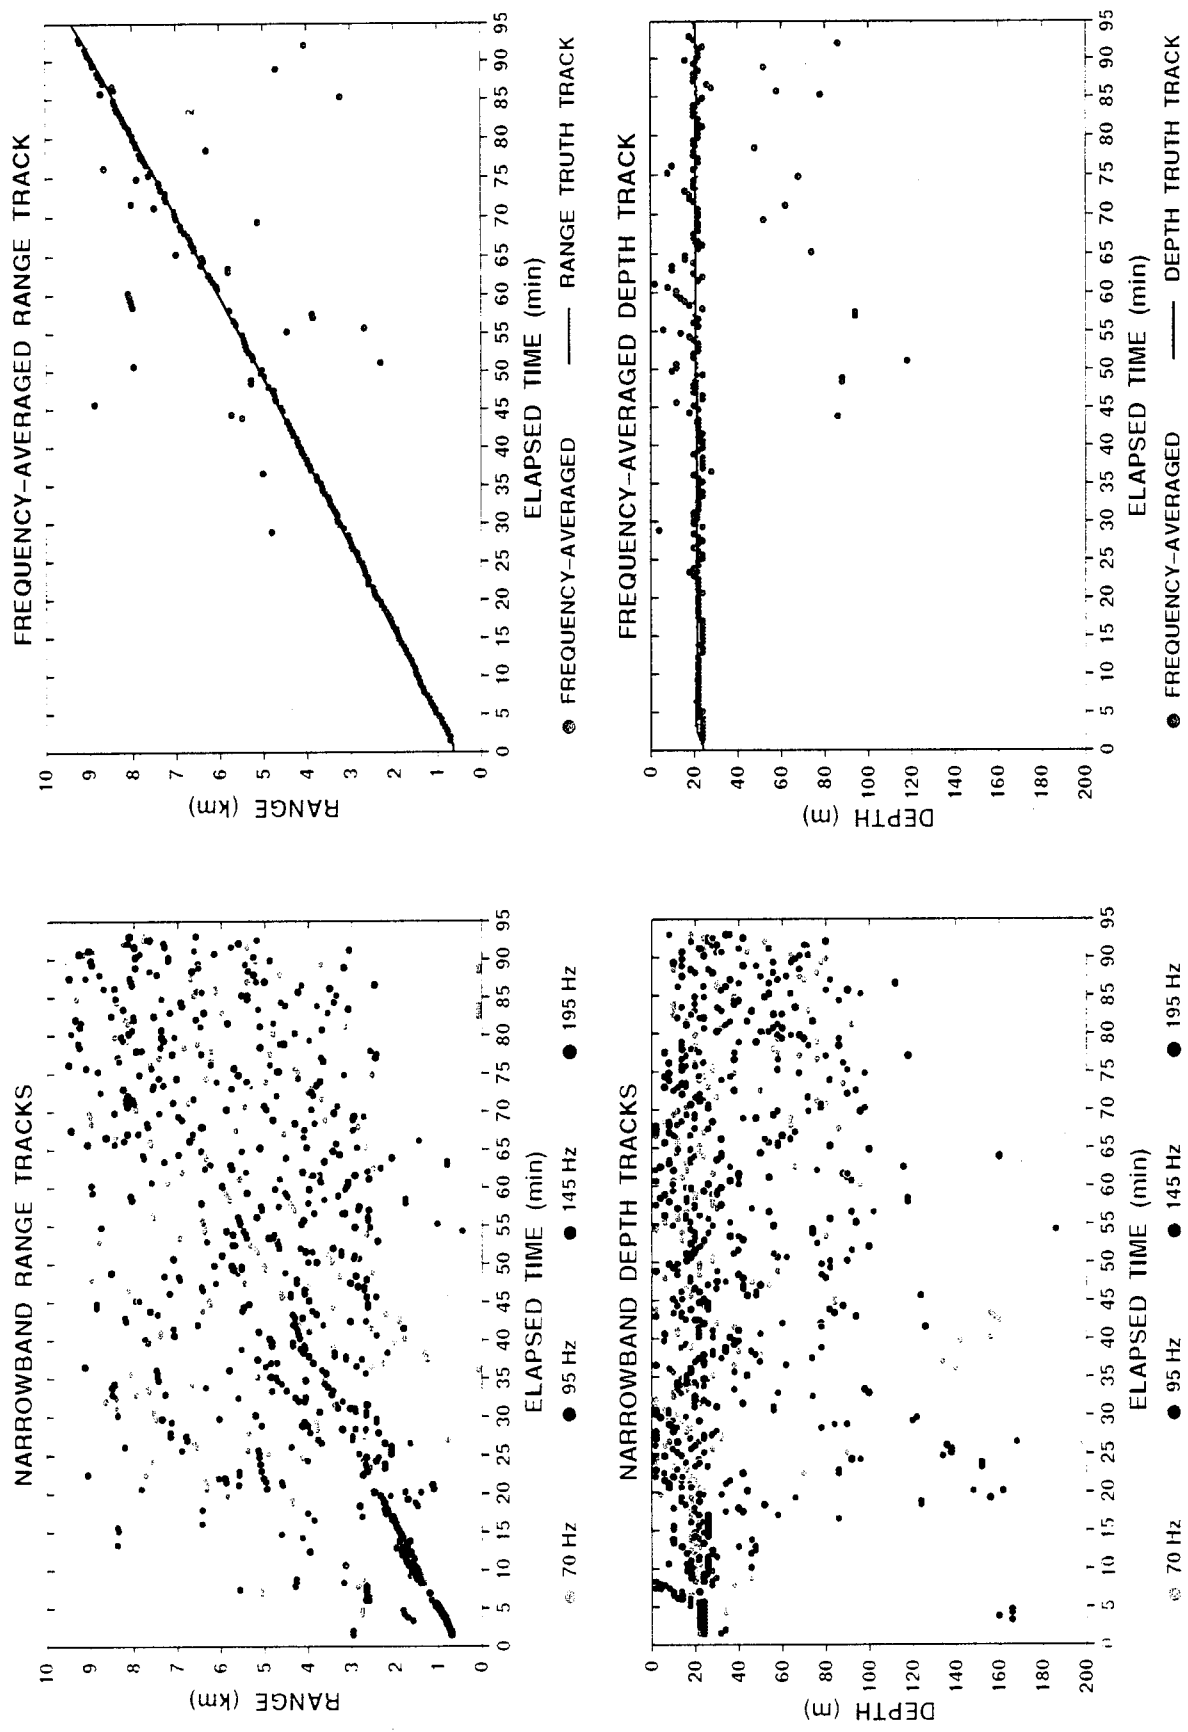 FREQUENCY-AVERAGED RANGE TRACK
10
9
8
7
6
5
4
3
2
1
0
RANGE (km)
0 5 10 15 20 25 30 35 40 45 50 55 60 65 70 75 80 85 90 95
ELAPSED TIME (min)
FREQUENCY-AVERAGED RANGE TRUTH TRACK
FREQUENCY-AVERAGED DEPTH TRACK
0
20
40
60
80
100
120
140
160
180
200
DEPTH (m)
0 5 10 15 20 25 30 35 40 45 50 55 60 65 70 75 80 85 90 95
ELAPSED TIME (min)
FREQUENCY-AVERAGED DEPTH TRUTH TRACK
NARROWBAND RANGE TRACKS
10
9
8
7
6
5
4
3
2
1
0
RANGE (km)
0 5 10 15 20 25 30 35 40 45 50 55 60 65 70 75 80 85 90 95
ELAPSED TIME (min)
70 Hz 95 Hz 145 Hz 195 Hz
NARROWBAND DEPTH TRACKS
0
20
40
60
80
100
120
140
160
180
200
DEPTH (m)
0 5 10 15 20 25 30 35 40 45 50 55 60 65 70 75 80 85 90 95
ELAPSED TIME (min)
70 Hz 95 Hz 145 Hz 195 Hz